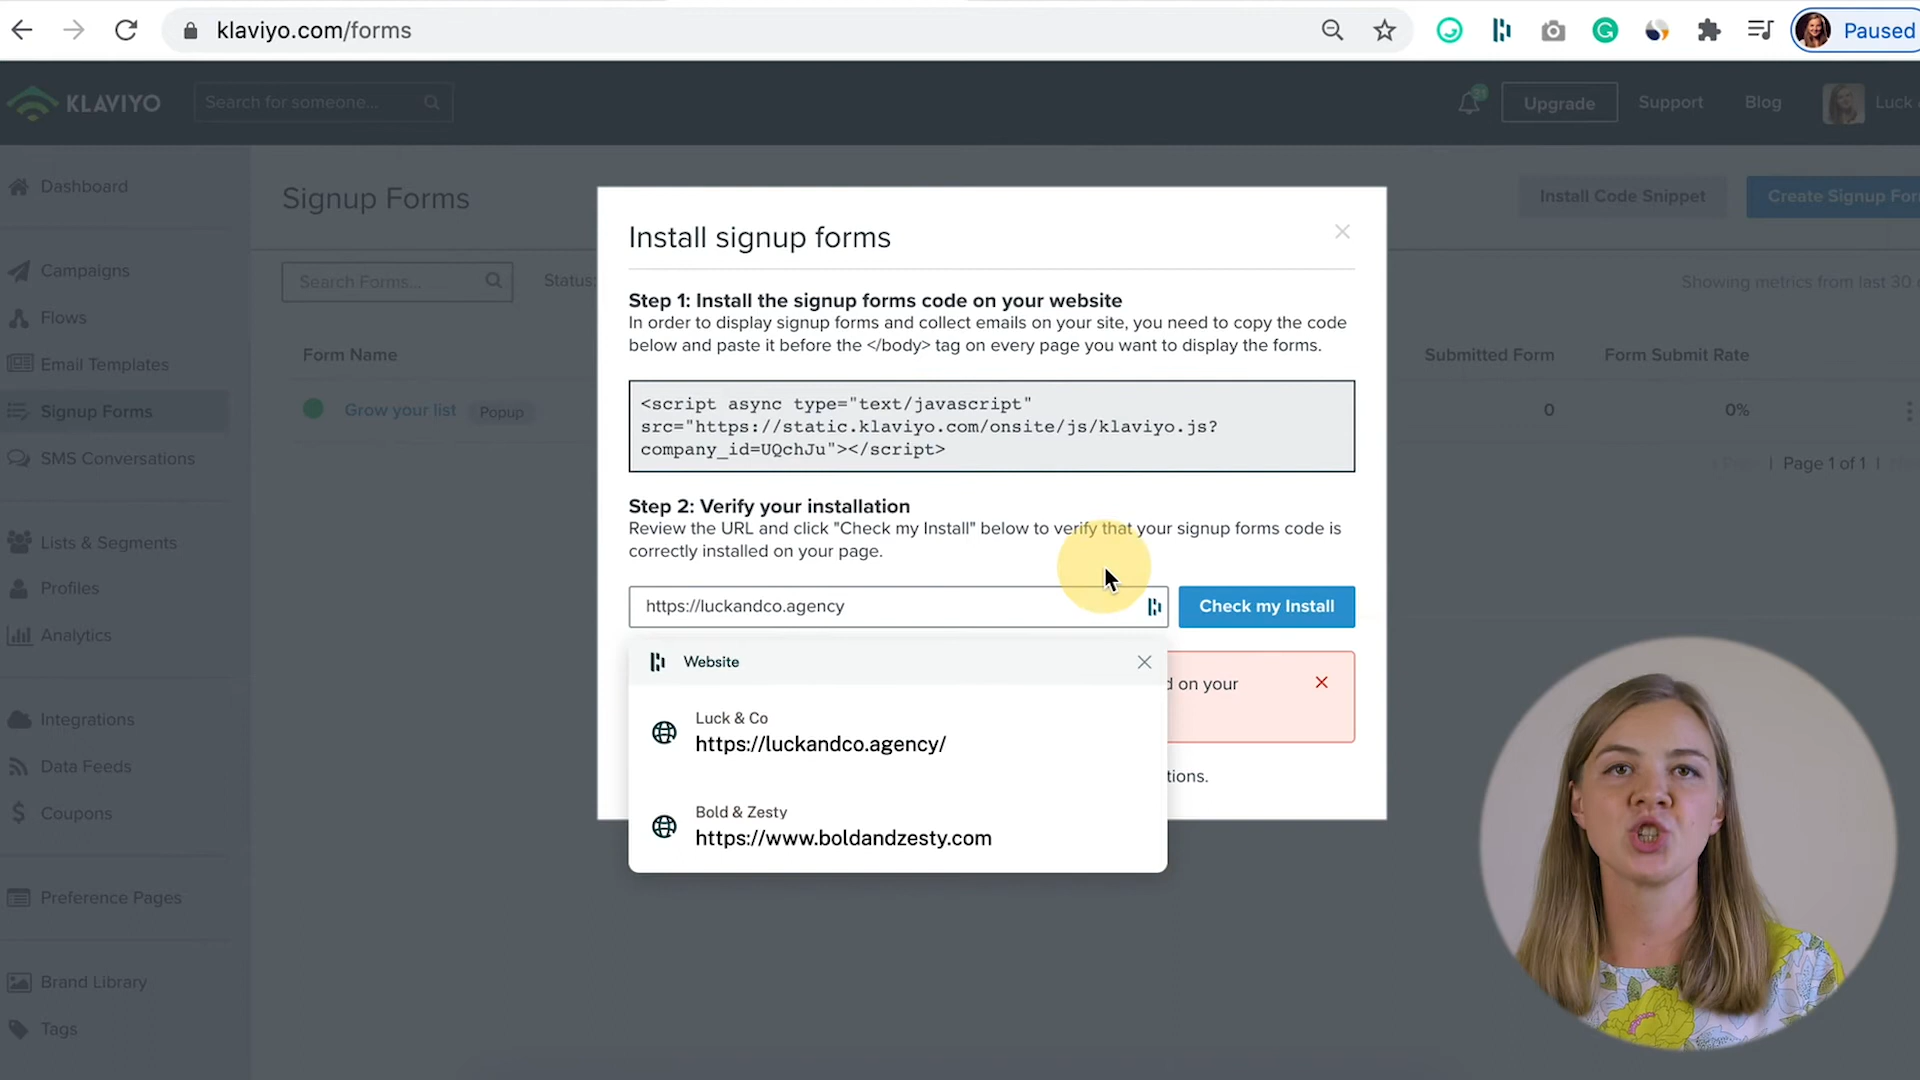 klaviyo.com/forms
Paused
KLAVIYO
Search for someone...
21
Upgrade
Support
Blog
Luck
Dashboard
Campaigns
Flows
Email Templates
Signup Forms
SMS Conversations
Lists & Segments
Profiles
Analytics
Integrations
Data Feeds
Coupons
Preference Pages
Brand Library
Tags
Signup Forms
Install Code Snippet
Create Signup For
Search Forms...
Status:
Showing metrics from last 30
Form Name
Submitted Form
Form Submit Rate
Grow your list
Popup
0
0%
Page 1 of 1
Install signup forms
Step 1: Install the signup forms code on your website
In order to display signup forms and collect emails on your site, you need to copy the code
below and paste it before the </body> tag on every page you want to display the forms.
<script async type="text/javascript"
src="https://static.klaviyo.com/onsite/js/klaviyo.js?
company_id=UQchJu"></script>
Step 2: Verify your installation
Review the URL and click "Check my Install" below to verify that your signup forms code is
correctly installed on your page.
https://luckandco.agency
Check my Install
Website
d on your
Luck & Co
https://luckandco.agency/
tions.
Bold & Zesty
https://www.boldandzesty.com